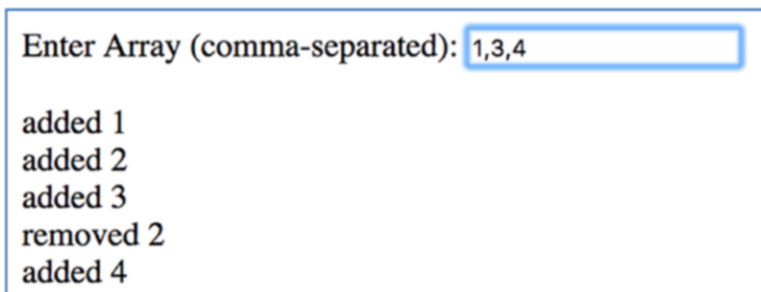 Enter Array (comma-separated): 1,3,4
added 1
added 2
added 3
removed 2
added 4